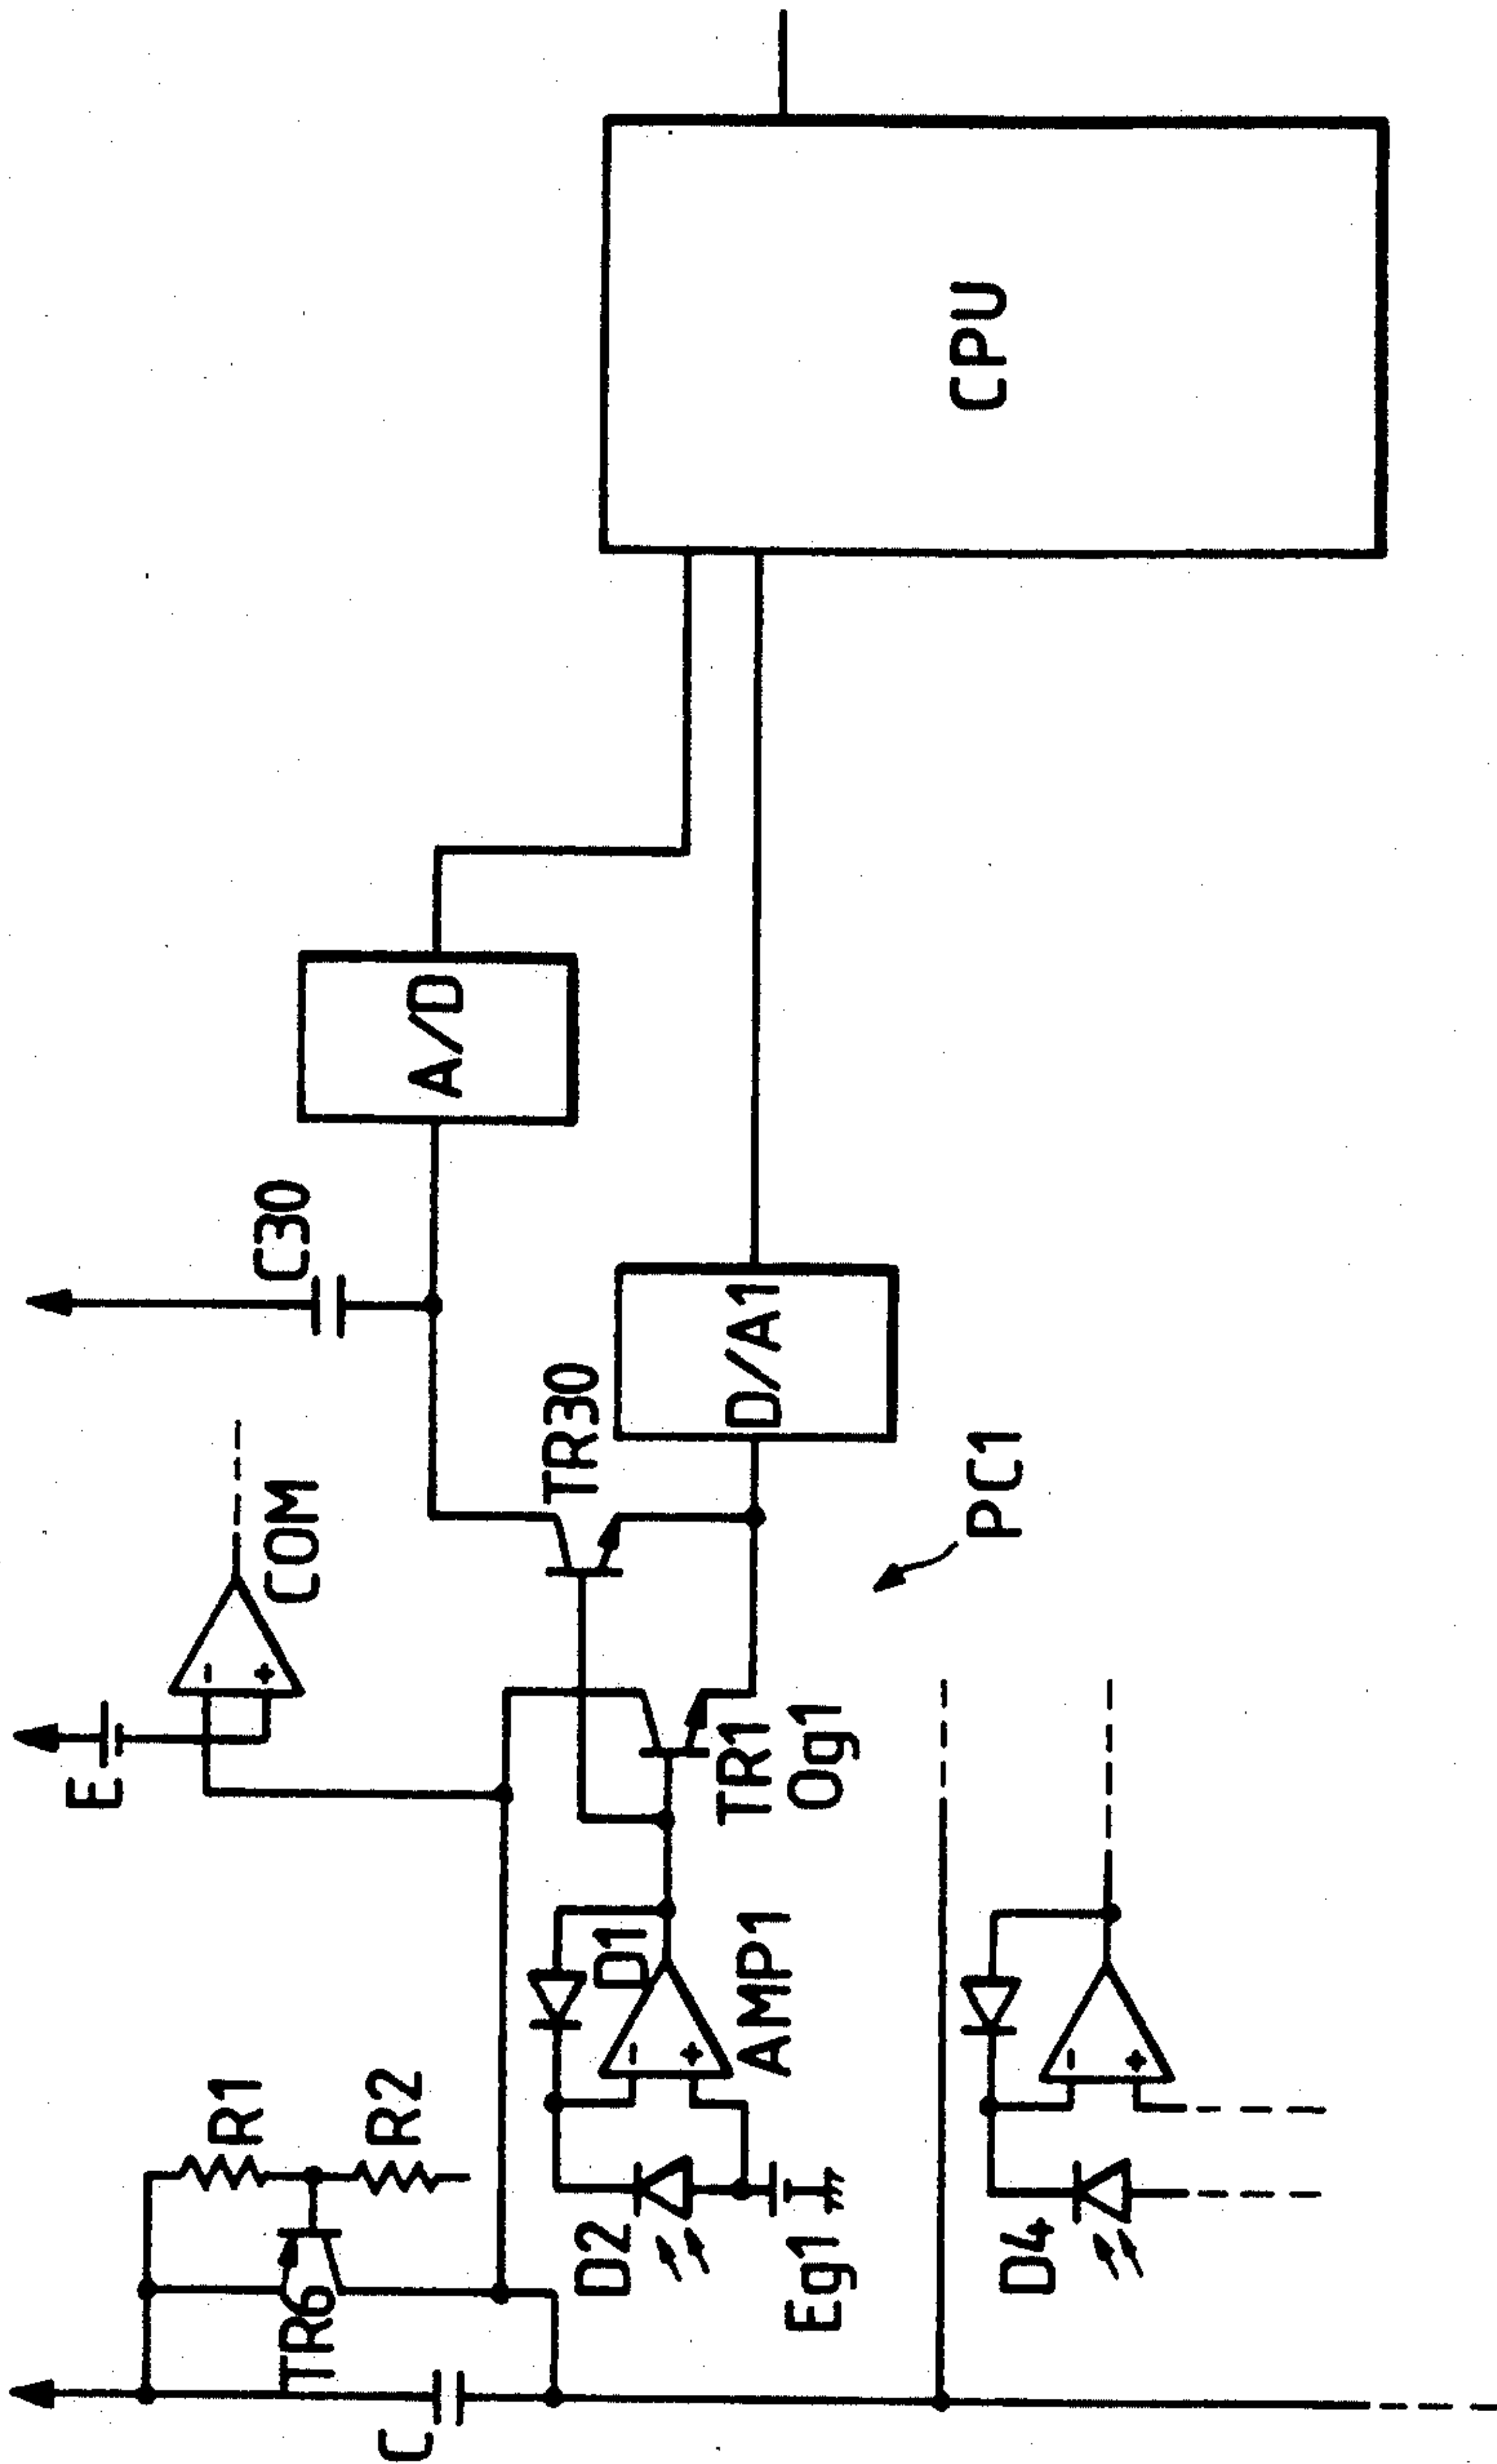 E
COM
C30
R1
R2
TR6
C
A/D
TR30
D1
D2
AMP1
TR1
Og1
Eg1
D/A1
PC1
CPU
D4
-
+
-
+
-
+